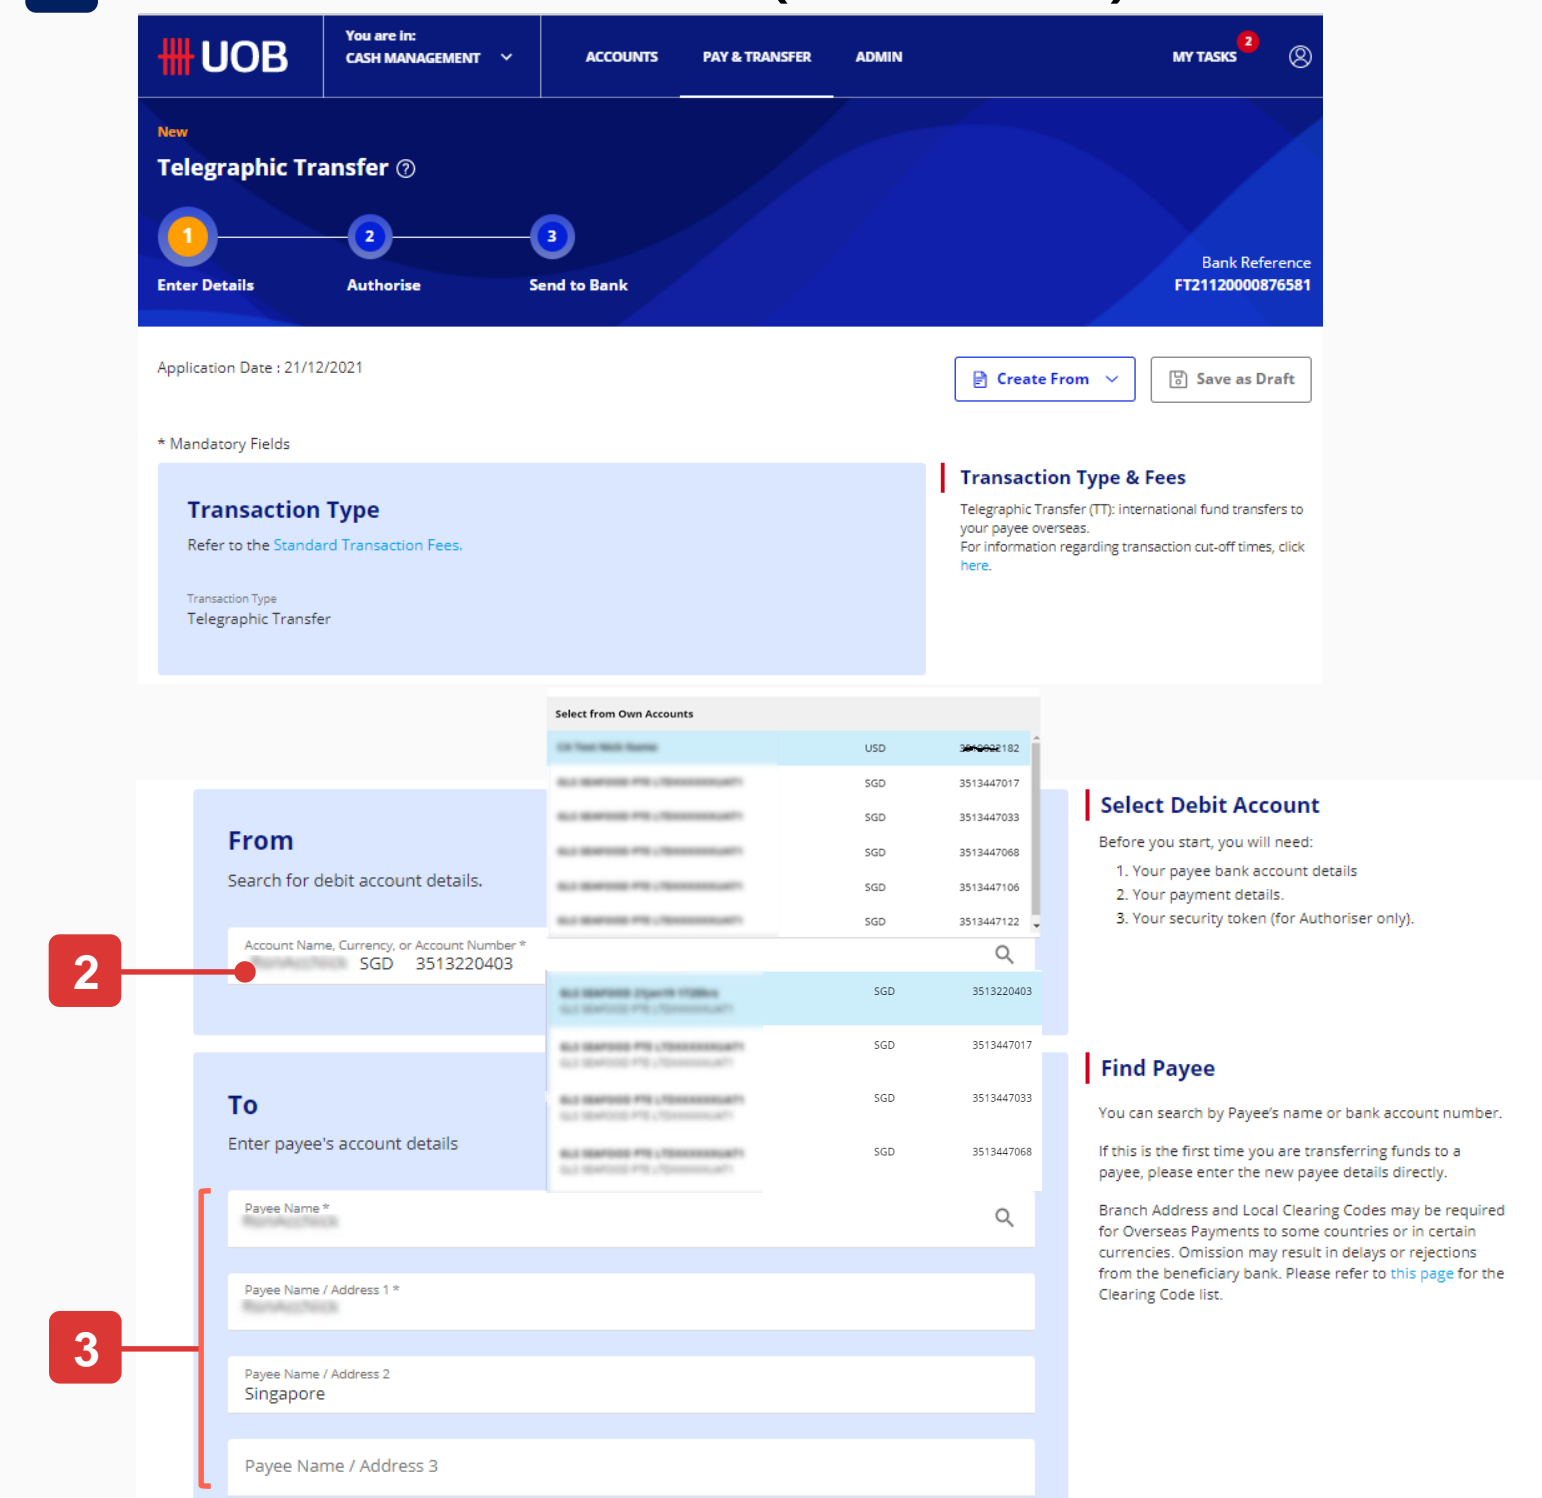 UOB
You are in:
CASH MANAGEMENT
ACCOUNTS
PAY & TRANSFER
ADMIN
MY TASKS
2
New
Telegraphic Transfer
1
2
3
Enter Details
Authorise
Send to Bank
Bank Reference
FT21120000876581
Application Date : 21/12/2021
Create From
Save as Draft
* Mandatory Fields
Transaction Type
Refer to the Standard Transaction Fees.
Transaction Type
Telegraphic Transfer
Transaction Type & Fees
Telegraphic Transfer (TT): international fund transfers to
your payee overseas.
For information regarding transaction cut-off times, click
here.
Select from Own Accounts
USD
SGD 3513447017
SGD 3513447033
SGD 3513447068
SGD 3513447106
SGD 3513447122
From
Search for debit account details.
2
Account Name, Currency, or Account Number *
SGD 3513220403
SGD 3513220403
SGD 3513447017
SGD 3513447033
SGD 3513447068
Select Debit Account
Before you start, you will need:
1. Your payee bank account details
2. Your payment details.
3. Your security token (for Authoriser only).
To
Enter payee's account details
3
Payee Name *
Payee Name / Address 1 *
Payee Name / Address 2
Singapore
Payee Name / Address 3
Find Payee
You can search by Payee's name or bank account number.
If this is the first time you are transferring funds to a
payee, please enter the new payee details directly.
Branch Address and Local Clearing Codes may be required
for Overseas Payments to some countries or in certain
currencies. Omission may result in delays or rejections
from the beneficiary bank. Please refer to this page for the
Clearing Code list.